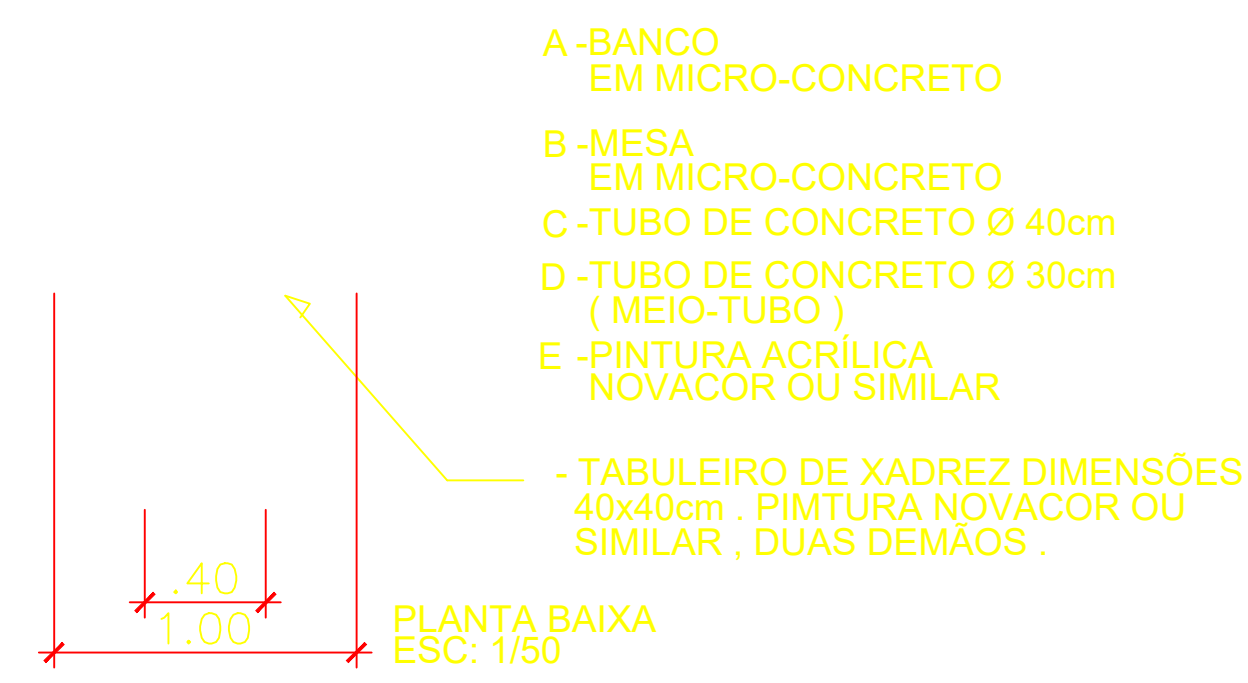 A -BANCO
EM MICRO-CONCRETO
B -MESA
EM MICRO-CONCRETO
C -TUBO DE CONCRETO Ø 40cm
D -TUBO DE CONCRETO Ø 30cm
( MEIO-TUBO )
E -PINTURA ACRÍLICA
NOVACOR OU SIMILAR
- TABULEIRO DE XADREZ DIMENSÕES
40x40cm . PIMTURA NOVACOR OU
SIMILAR , DUAS DEMÃOS .
.40
1.00
PLANTA BAIXA
ESC: 1/50